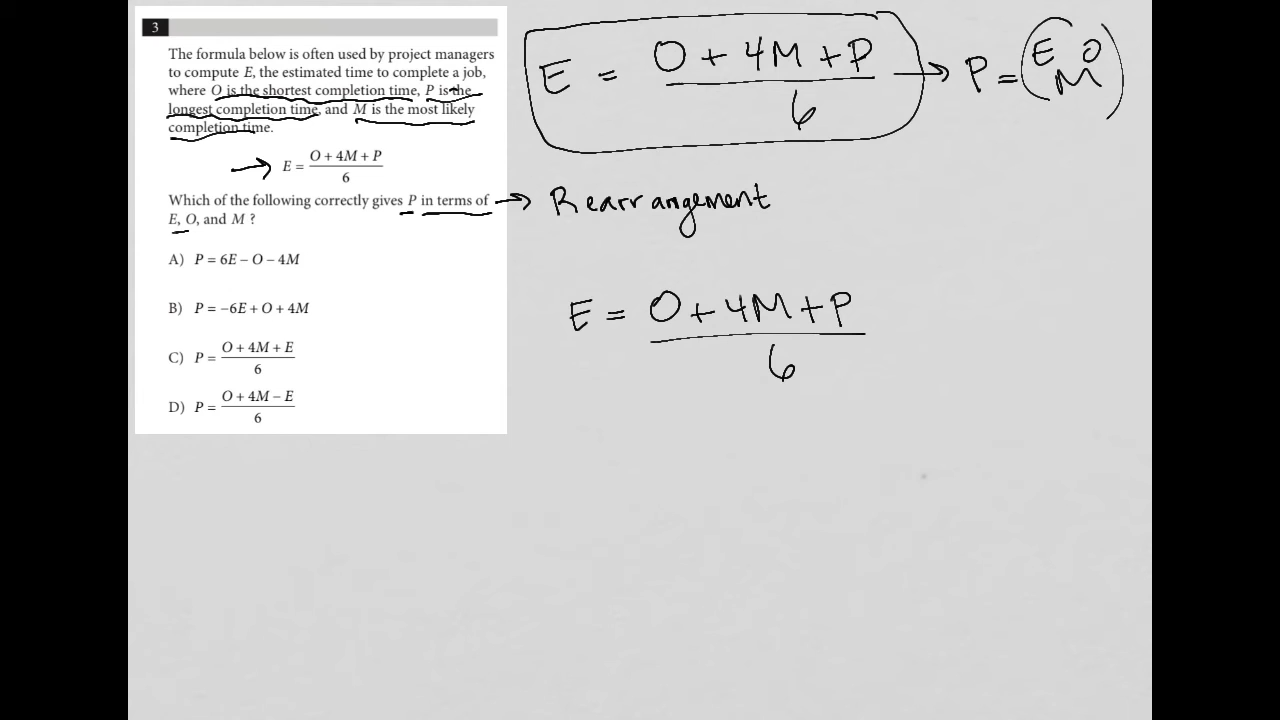 3
The formula below is often used by project managers
to compute E, the estimated time to complete a job,
where O is the shortest completion time, P is the
longest completion time, and M is the most likely
completion time.
E = (O + 4M + P)/6
Which of the following correctly gives P in terms of
E, O, and M ?
A) P = 6E − O − 4M
B) P = −6E + O + 4M
C) P = (O + 4M + E)/6
D) P = (O + 4M − E)/6
E = (O + 4M + P)/6 → P = (E O M)
→ Rearrangement
E = (O + 4M + P)/6